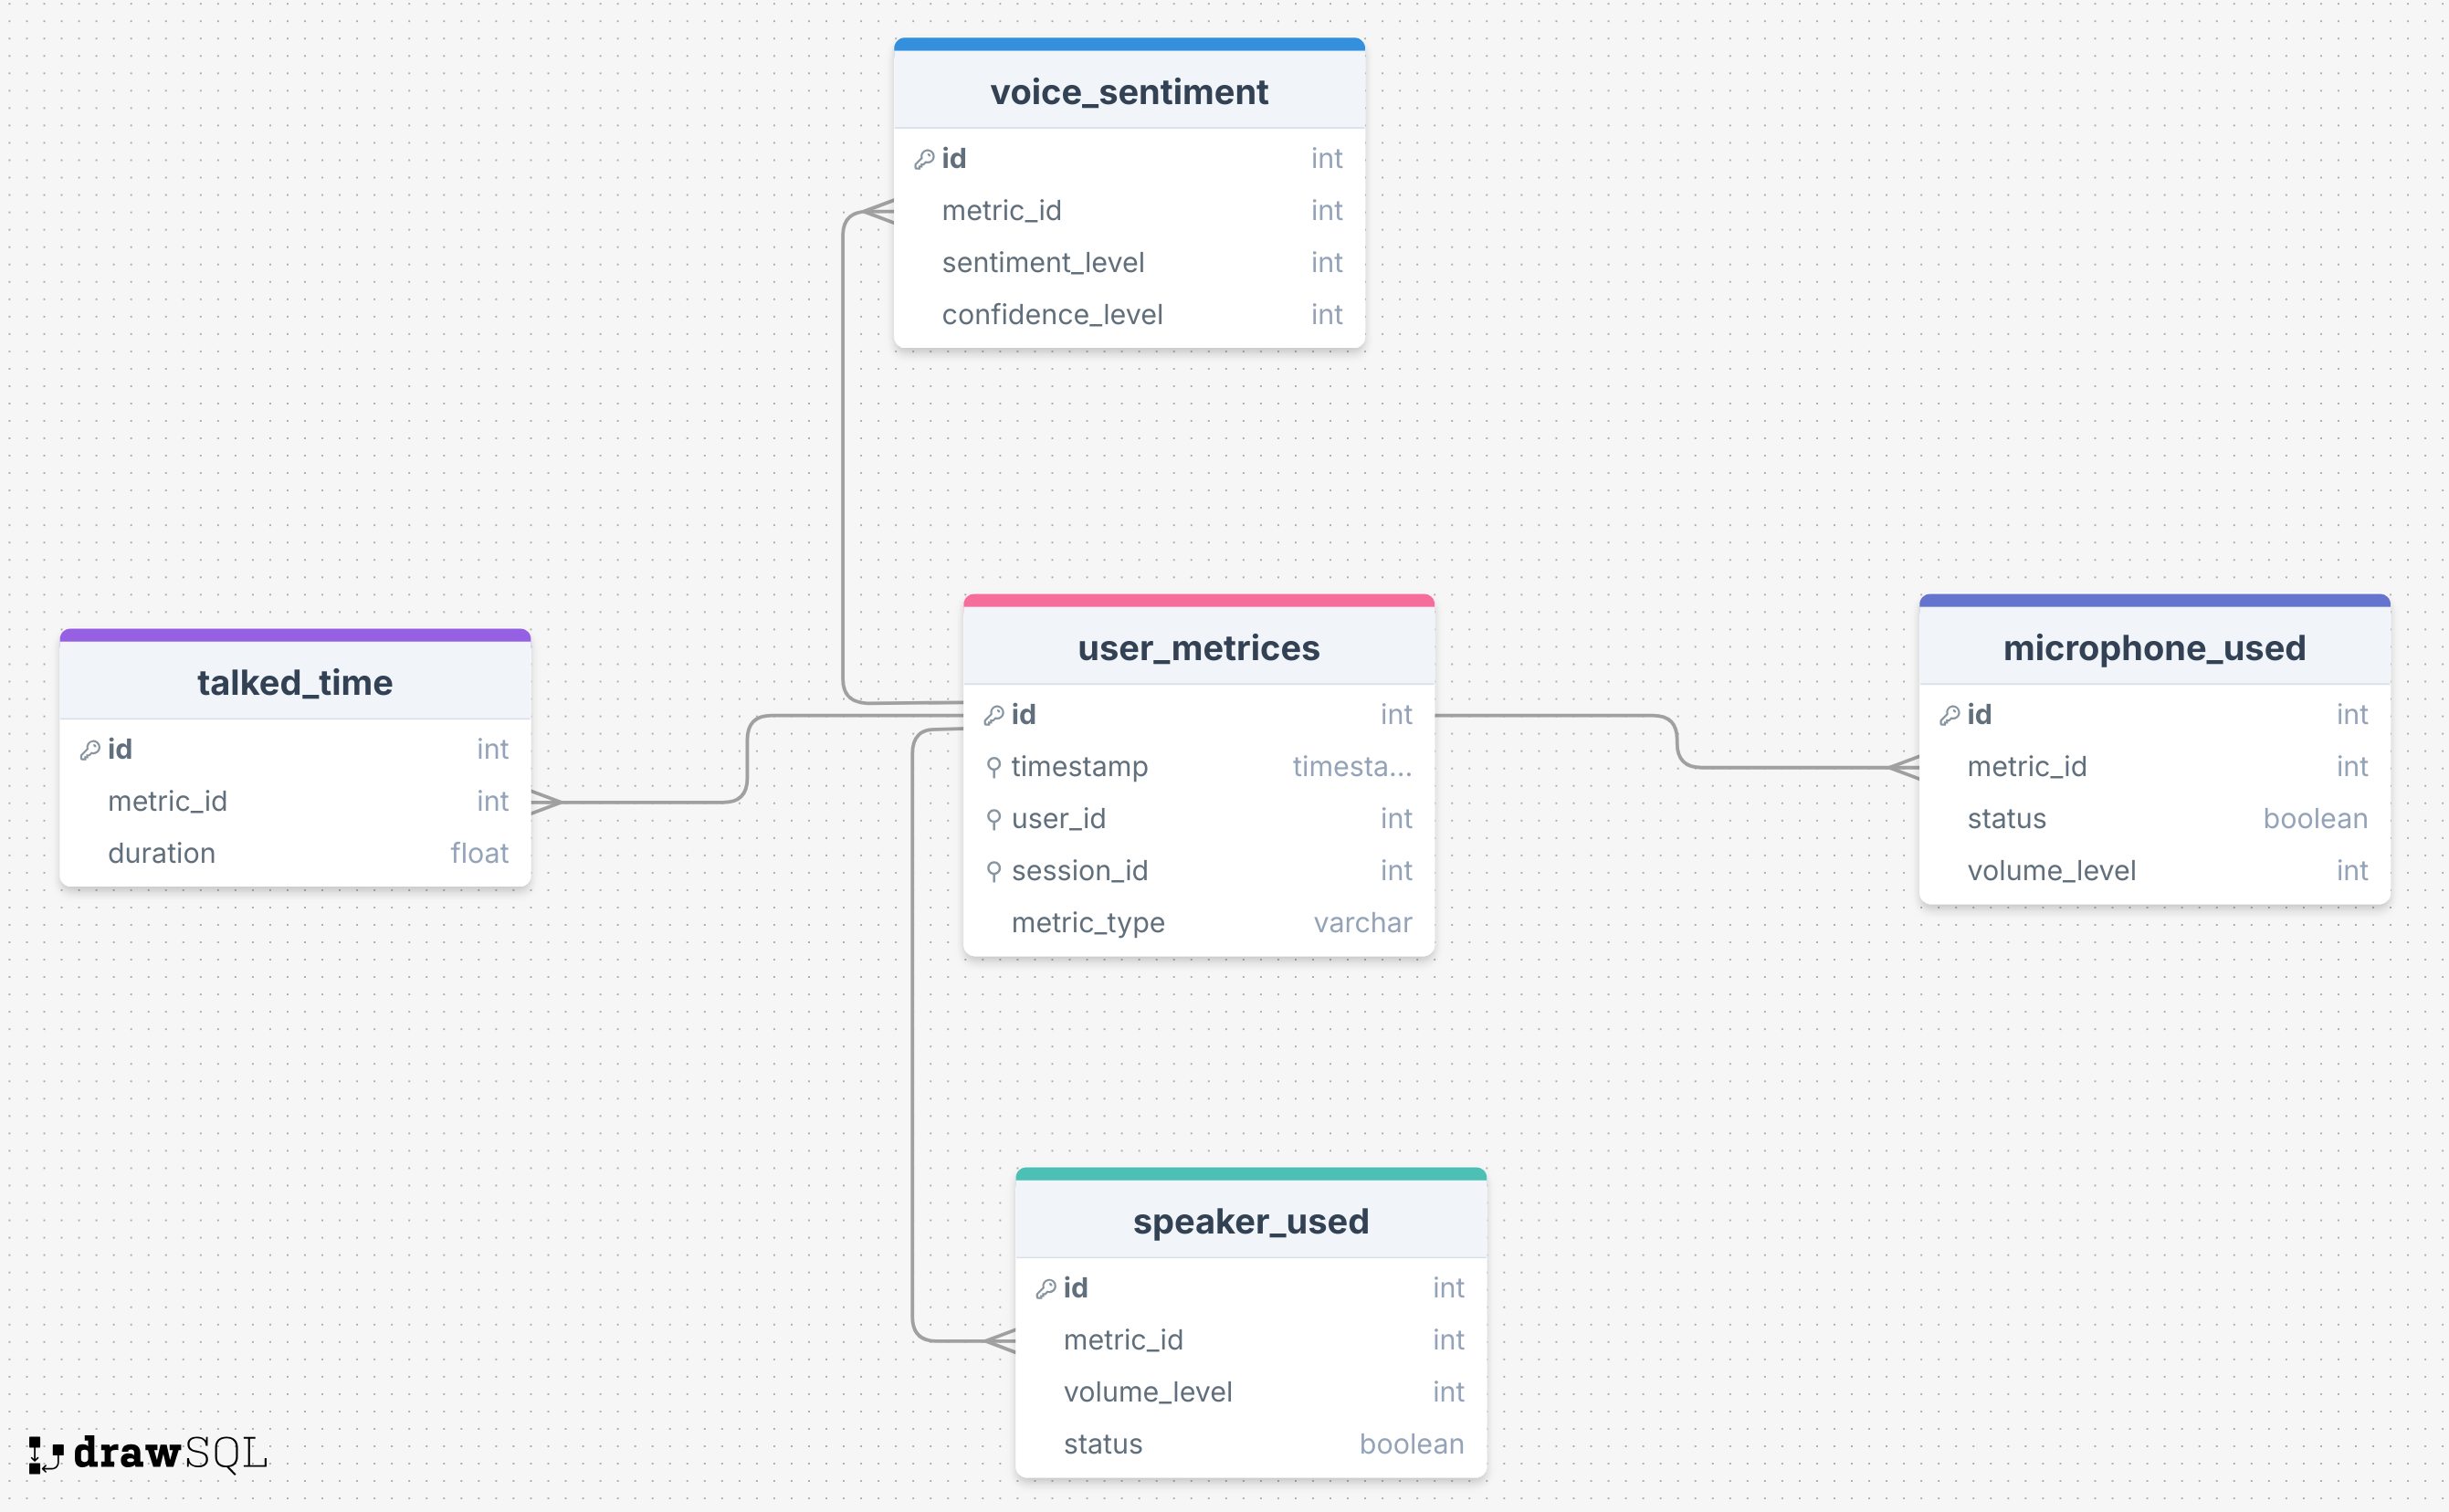 voice_sentiment
id int
metric_id int
sentiment_level int
confidence_level int
talked_time
id int
metric_id int
duration float
user_metrices
id int
timestamp timesta...
user_id int
session_id int
metric_type varchar
microphone_used
id int
metric_id int
status boolean
volume_level int
speaker_used
id int
metric_id int
volume_level int
status boolean
drawSQL